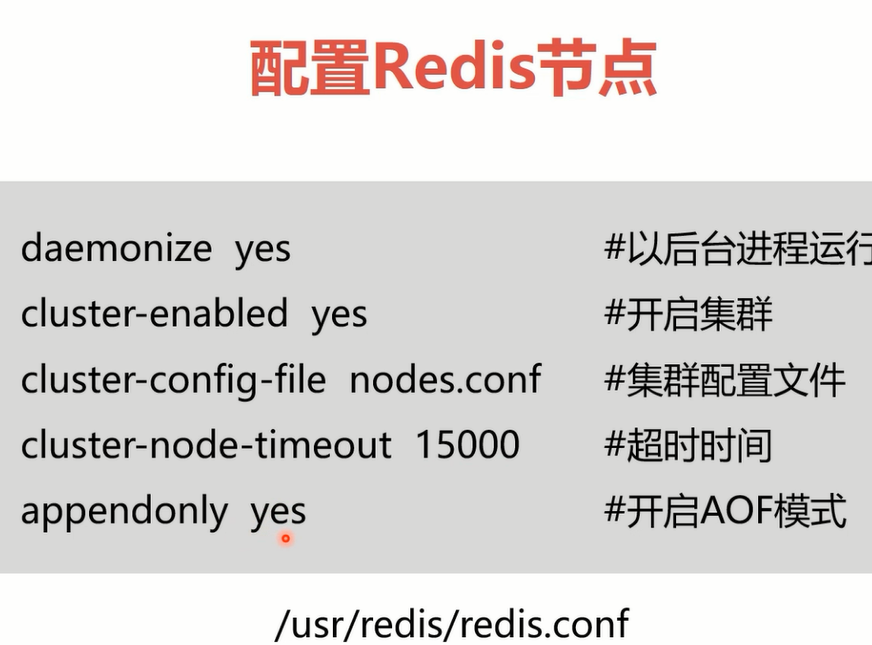 配置Redis节点
daemonize yes #以后台进程运行
cluster-enabled yes #开启集群
cluster-config-file nodes.conf #集群配置文件
cluster-node-timeout 15000 #超时时间
appendonly yes #开启AOF模式
/usr/redis/redis.conf